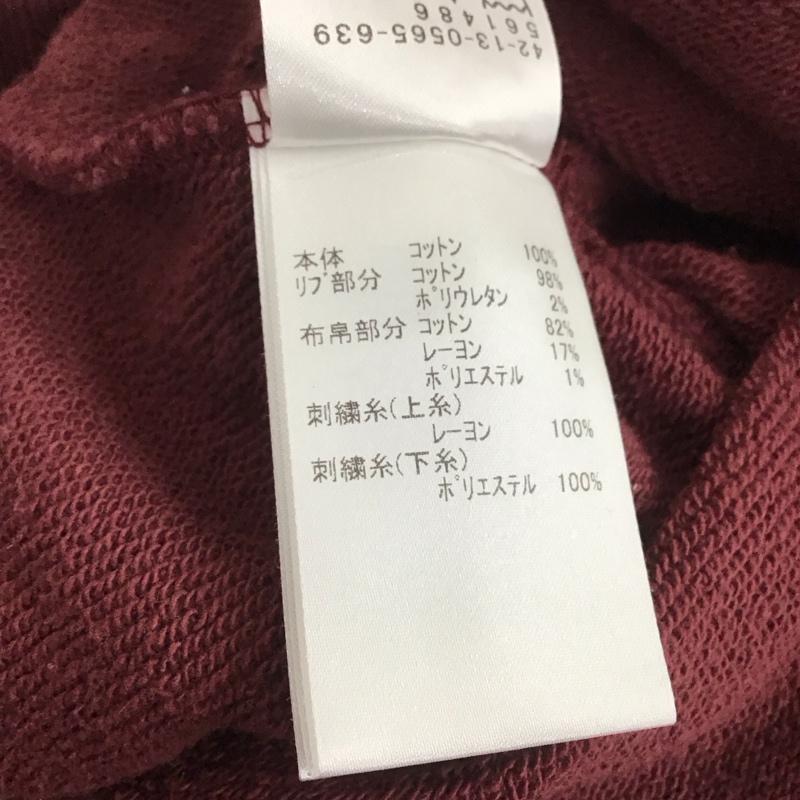 42-13-0565-639
561486
本体 コットン 100%
リブ部分 コットン 98%
ポリウレタン 2%
布帛部分 コットン 82%
レーヨン 17%
ポリエステル 1%
刺繍糸(上糸)
レーヨン 100%
刺繍糸(下糸)
ポリエステル 100%